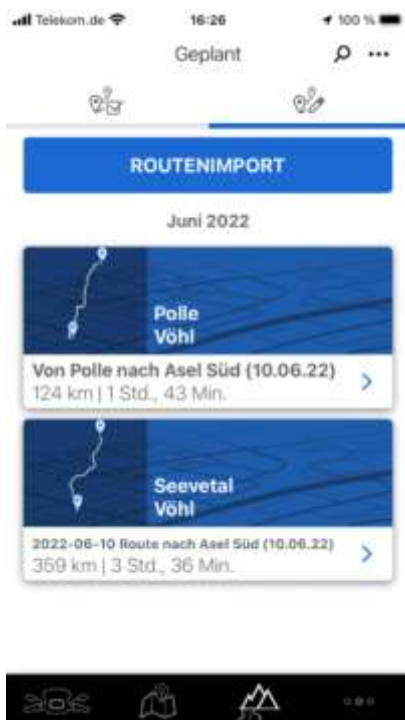 Telekom.de 16:26 100 %
Geplant
ROUTENIMPORT
Juni 2022
Polle
Vöhl
Von Polle nach Asel Süd (10.06.22)
124 km | 1 Std., 43 Min.
Seevetal
Vöhl
2022-06-10 Route nach Asel Süd (10.06.22)
359 km | 3 Std., 36 Min.